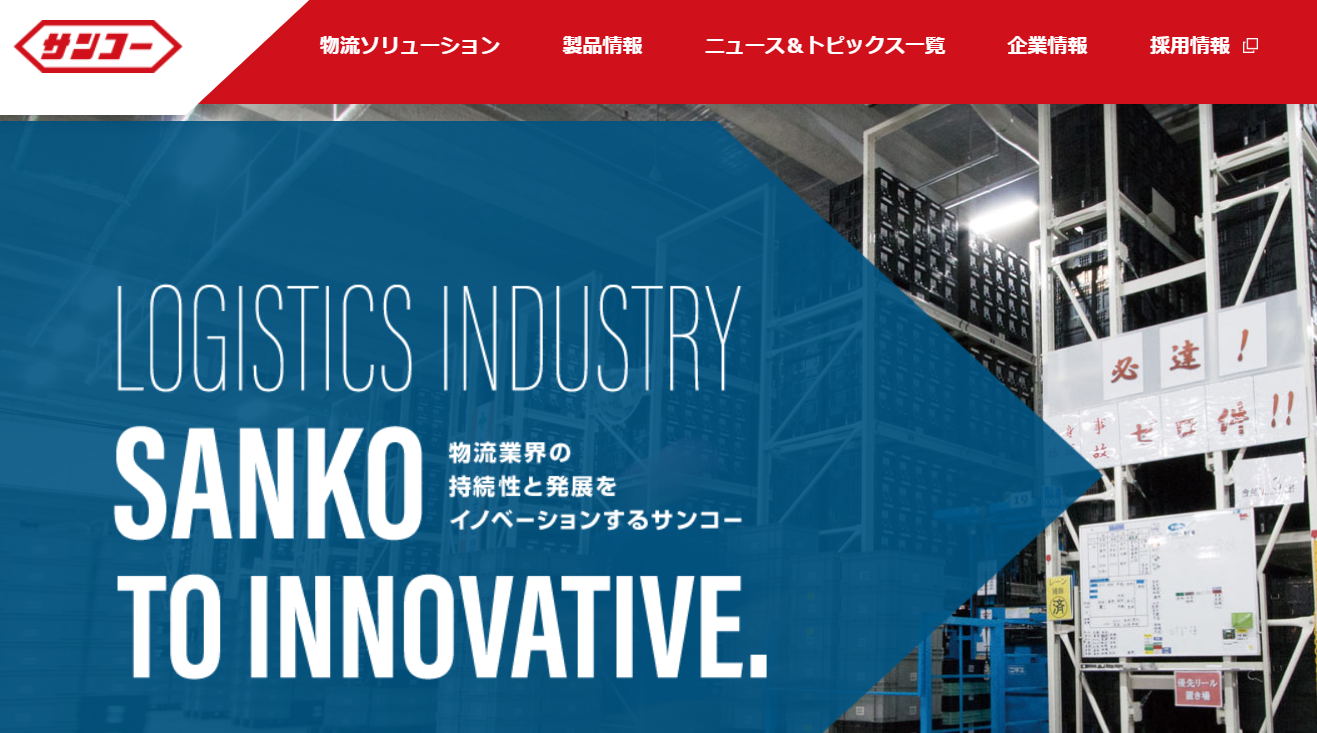 サンコー
物流ソリューション
製品情報
ニュース＆トピックス一覧
企業情報
採用情報
LOGISTICS INDUSTRY
SANKO
物流業界の
持続性と発展を
イノベーションするサンコー
TO INNOVATIVE.
必達！
事故ゼロ件!!
19
済
優先リール
置き場